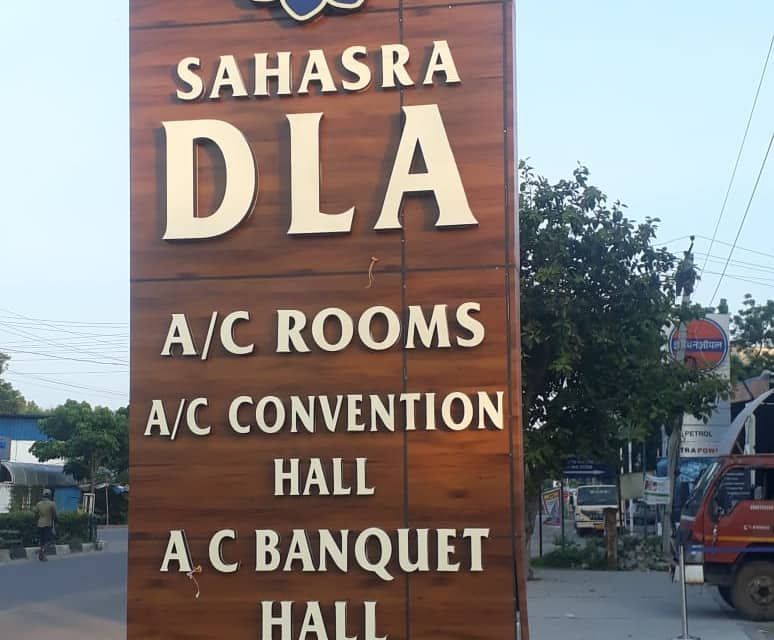 SAHASRA
DLA
A/C ROOMS
A/C CONVENTION
HALL
A C BANQUET
HALL
PETROL